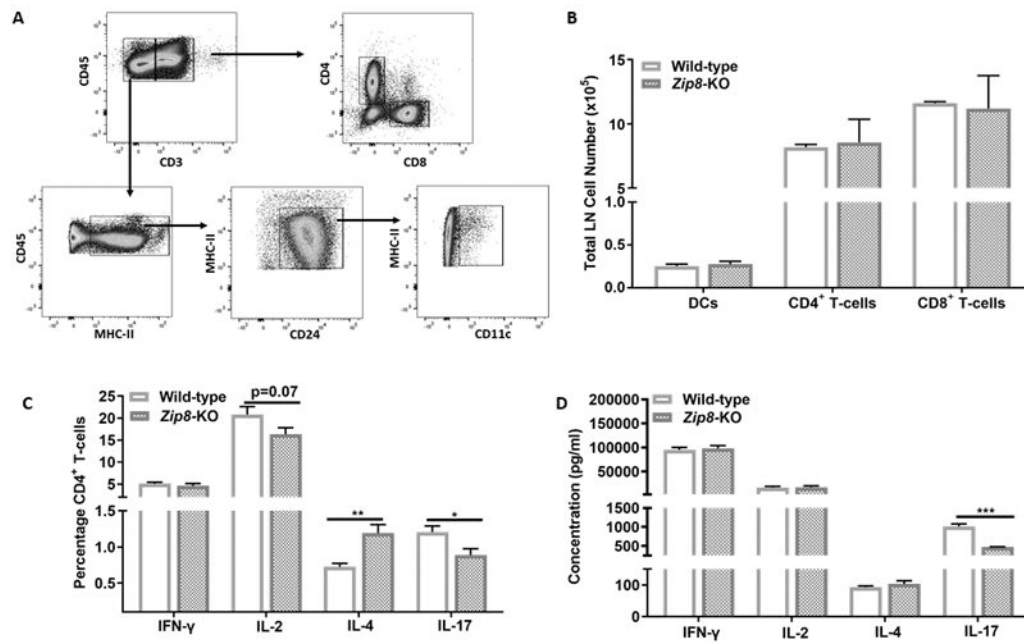 A
CD45
CD3
CD4
CD8
CD45
MHC-II
MHC-II
CD24
MHC-II
CD11c
B
Wild-type
Zip8-KO
Total LN Cell Number (x10⁵)
15
10
5
1.0
0.5
0.0
DCs
CD4⁺ T-cells
CD8⁺ T-cells
C
Wild-type
Zip8-KO
p=0.07
Percentage CD4⁺ T-cells
25
20
15
10
5
1.5
1.0
0.5
**
*
IFN-γ
IL-2
IL-4
IL-17
D
Wild-type
Zip8-KO
Concentration (pg/ml)
200000
150000
100000
50000
1500
1000
500
100
0
***
IFN-γ
IL-2
IL-4
IL-17